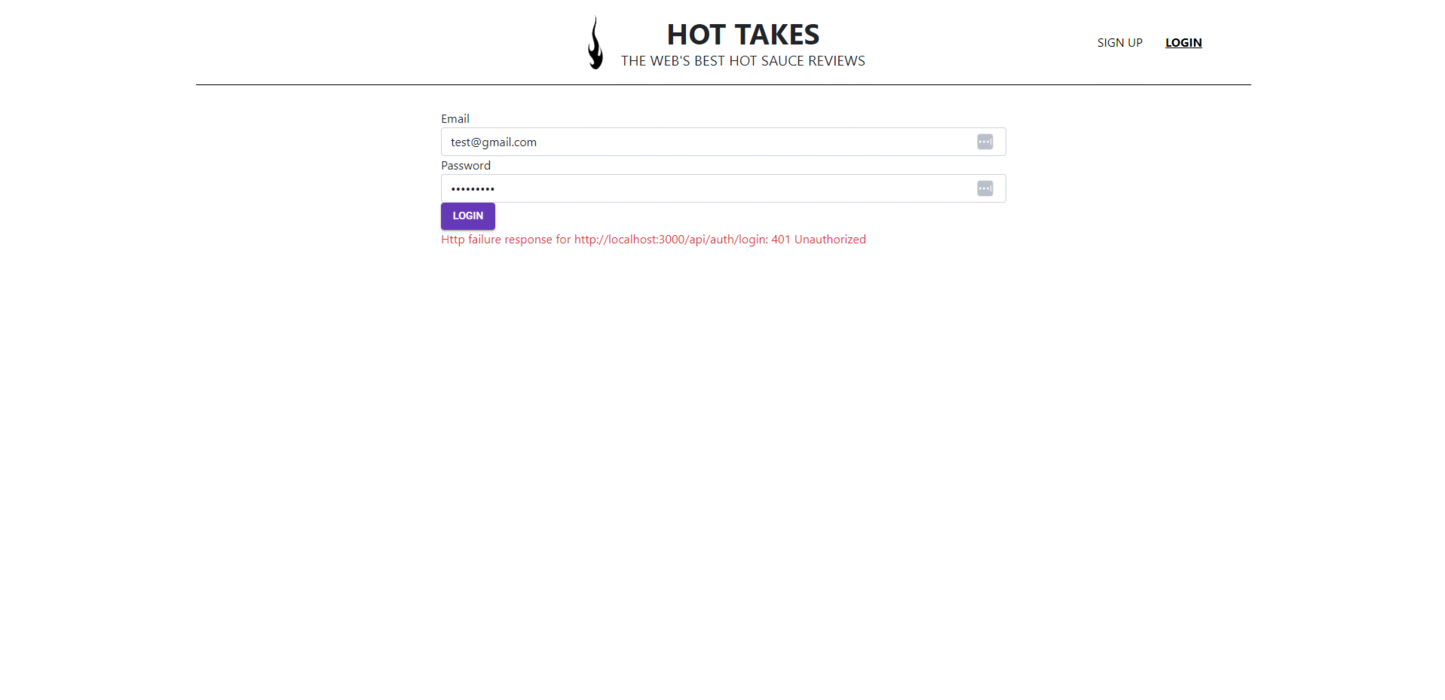 HOT TAKES
THE WEB'S BEST HOT SAUCE REVIEWS
SIGN UP LOGIN
Email
test@gmail.com
Password
•••••••••
LOGIN
Http failure response for http://localhost:3000/api/auth/login: 401 Unauthorized